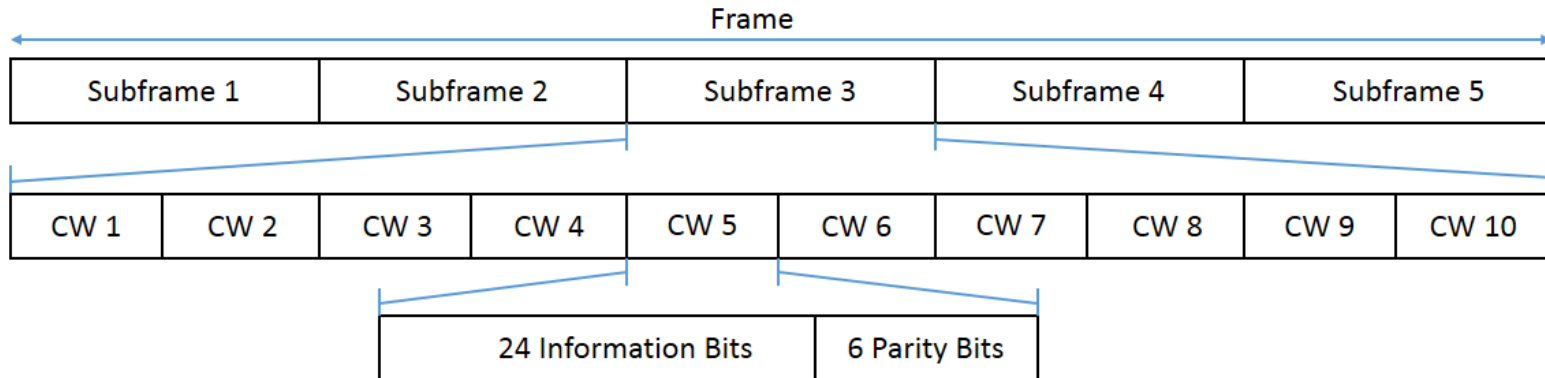 Frame
Subframe 1 Subframe 2 Subframe 3 Subframe 4 Subframe 5
CW 1 CW 2 CW 3 CW 4 CW 5 CW 6 CW 7 CW 8 CW 9 CW 10
24 Information Bits 6 Parity Bits